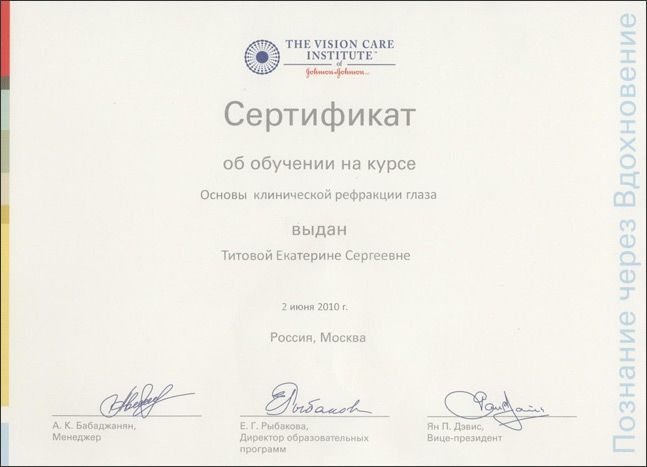 THE VISION CARE
INSTITUTE™
of
Johnson & Johnson
Сертификат
об обучении на курсе
Основы клинической рефракции глаза
выдан
Титовой Екатерине Сергеевне
2 июня 2010 г.
Россия, Москва
Познание через Вдохновение
А. К. Бабаджанян,
Менеджер
Е. Рыбакова
Е. Г. Рыбакова,
Директор образовательных
программ
Ян П. Дэвис,
Вице-президент